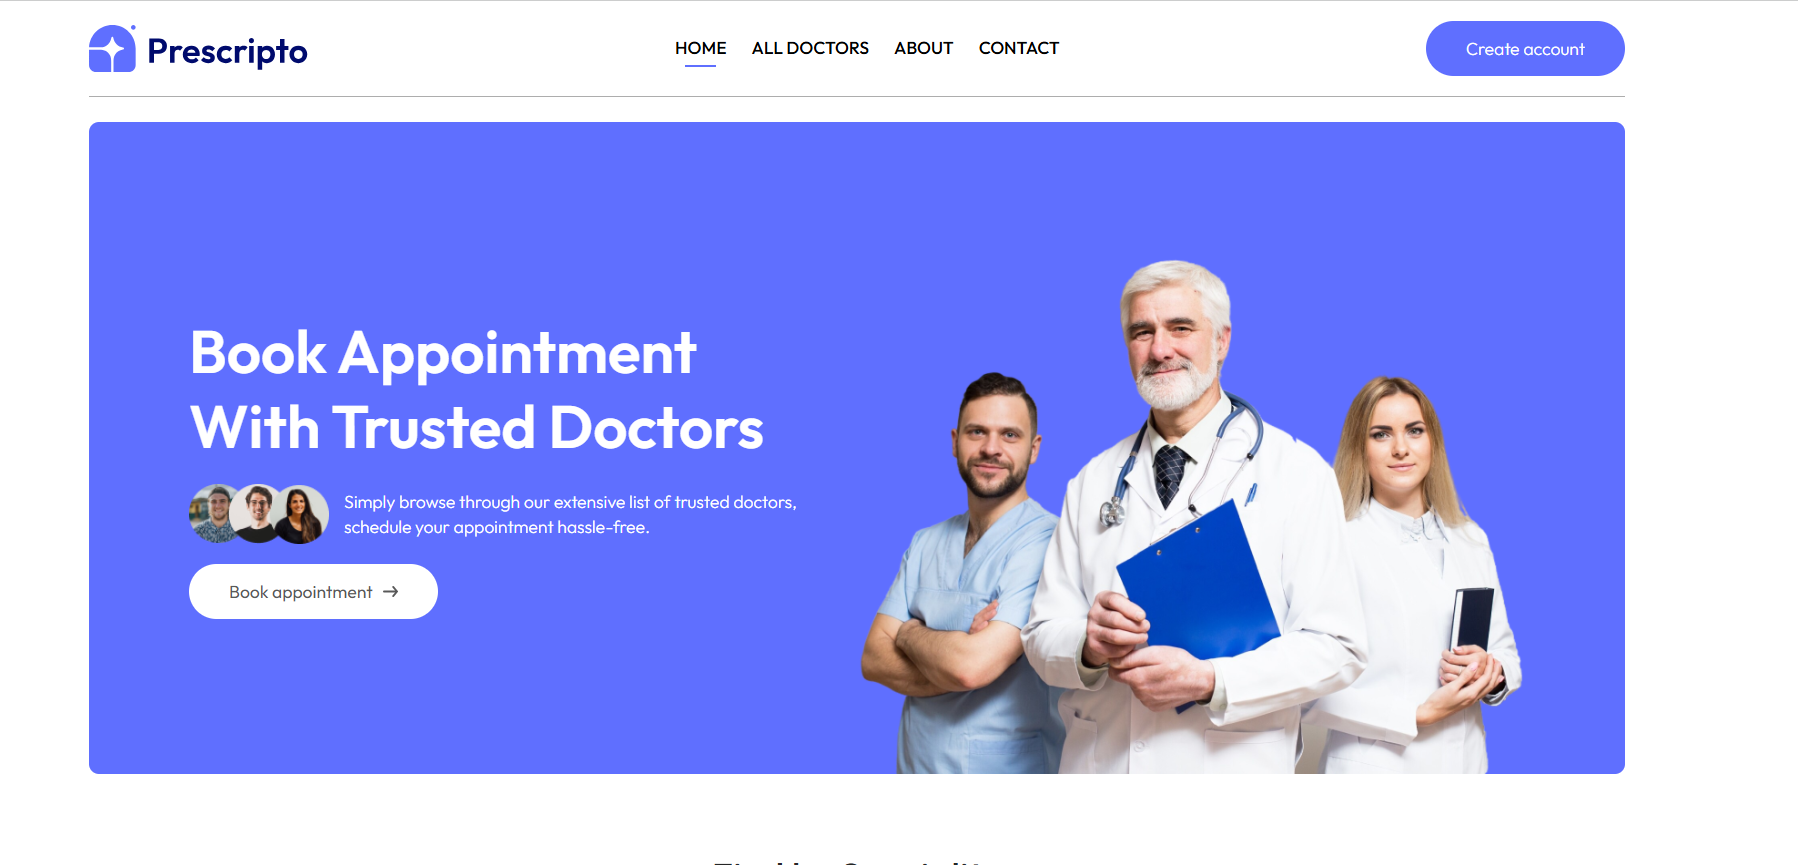 Prescripto
HOME ALL DOCTORS ABOUT CONTACT
Create account
Book Appointment
With Trusted Doctors
Simply browse through our extensive list of trusted doctors,
schedule your appointment hassle-free.
Book appointment →